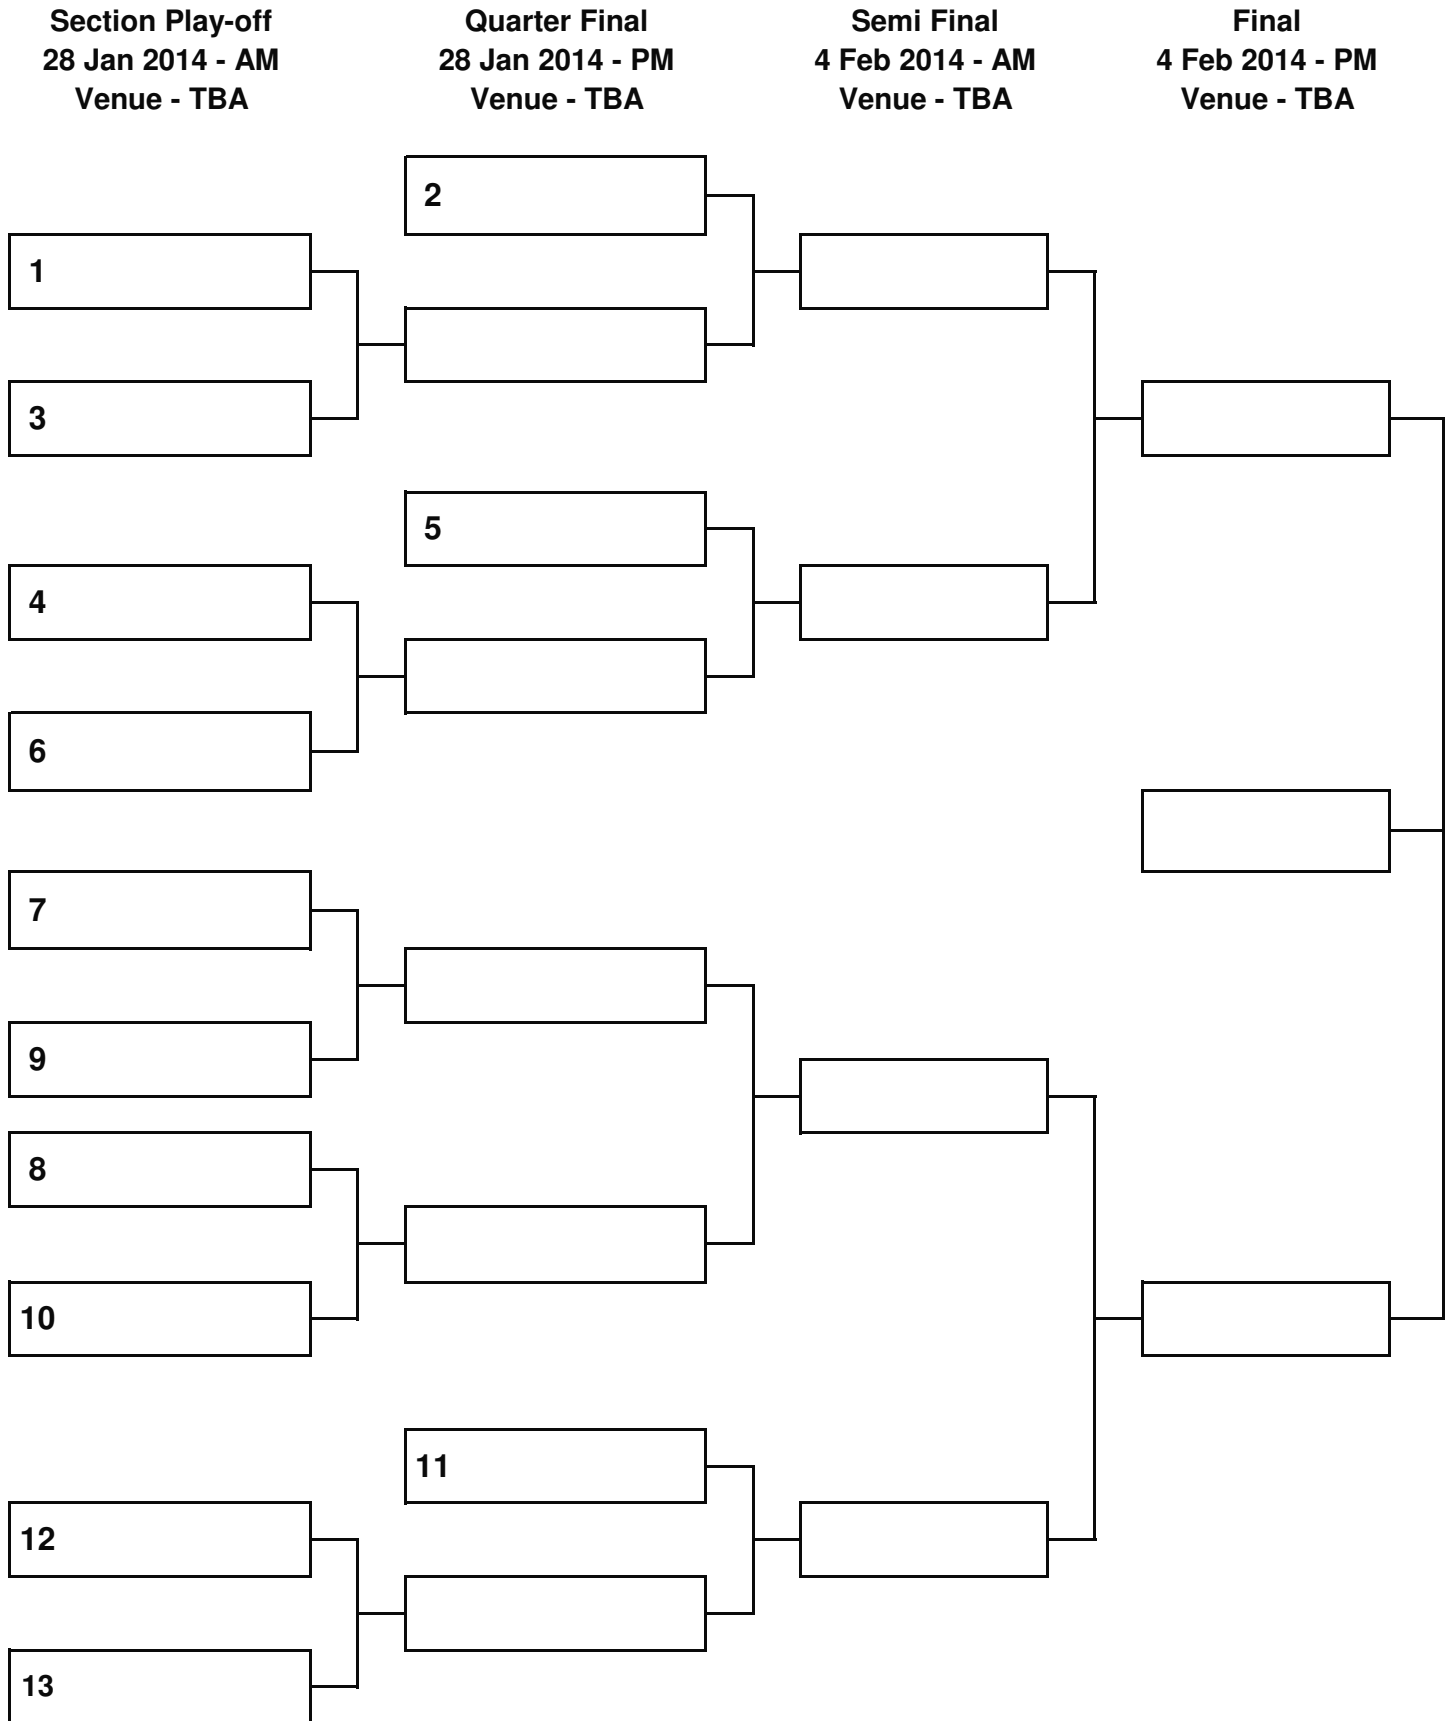 Section Play-off
28 Jan 2014 - AM
Venue - TBA
Quarter Final
28 Jan 2014 - PM
Venue - TBA
Semi Final
4 Feb 2014 - AM
Venue - TBA
Final
4 Feb 2014 - PM
Venue - TBA
2
1
3
5
4
6
7
9
8
10
11
12
13